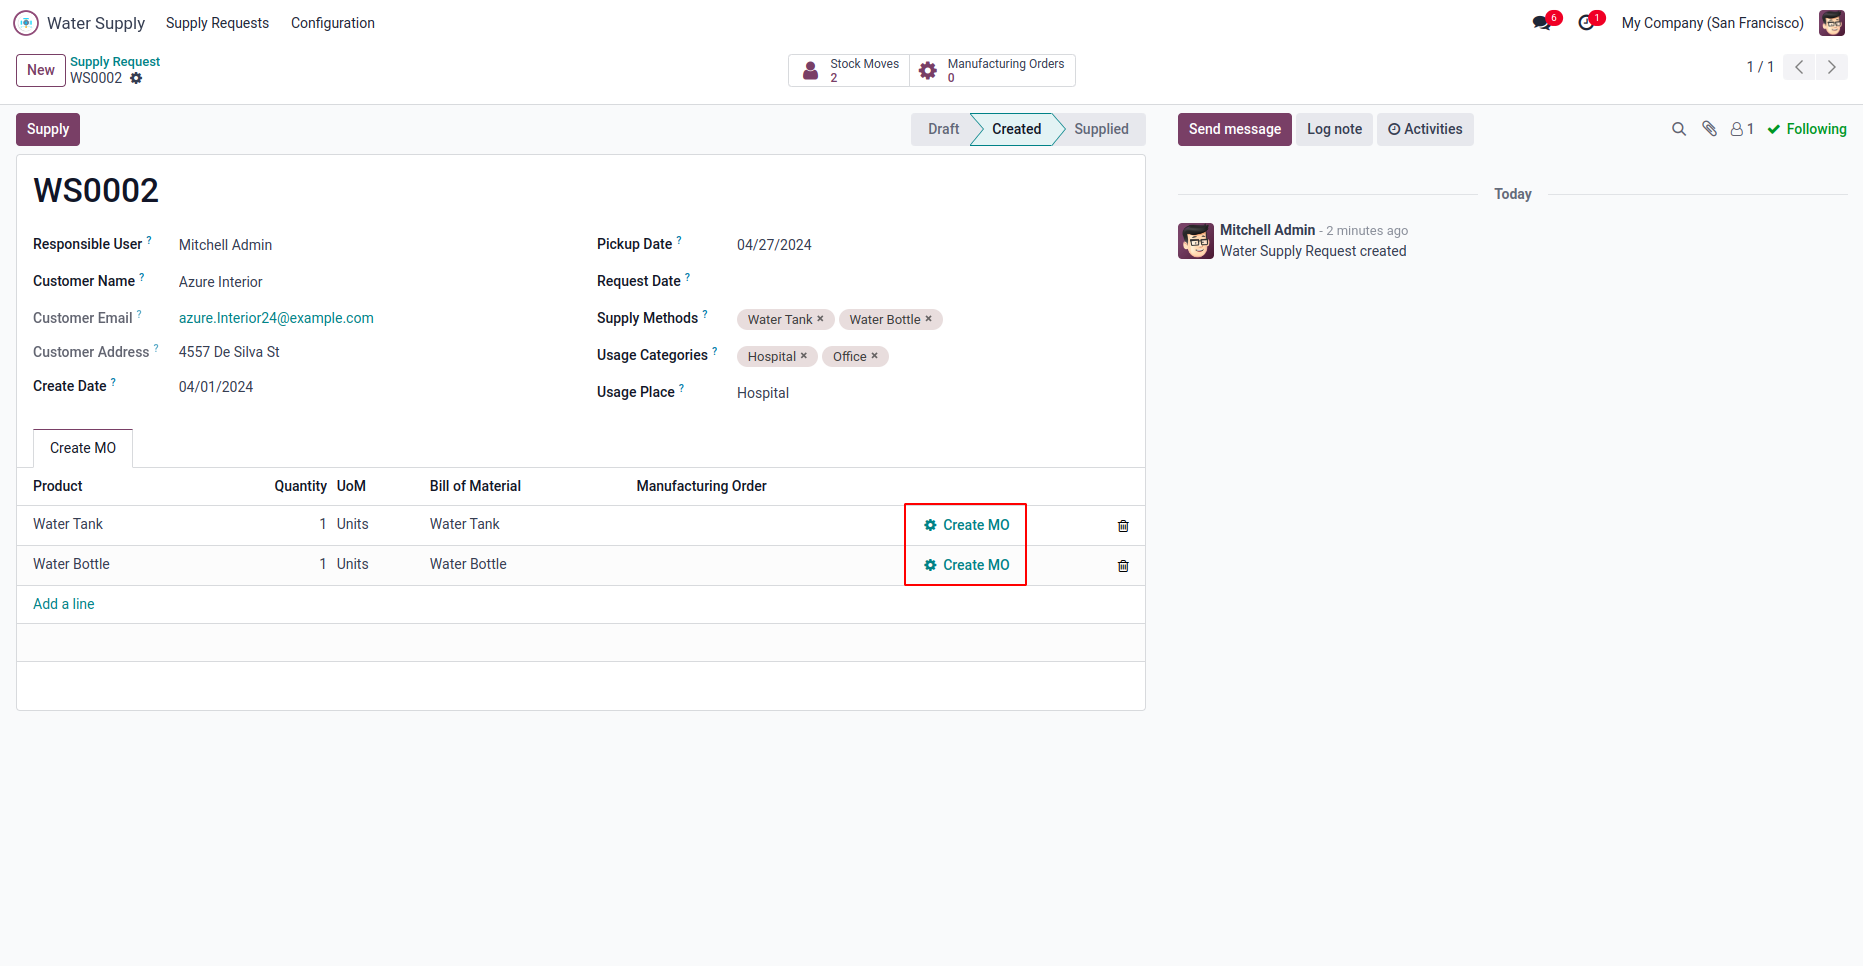 Water Supply Supply Requests Configuration 6 1 My Company (San Francisco)
New Supply Request
WS0002
Stock Moves
2
Manufacturing Orders
0
1 / 1
Supply Draft Created Supplied Send message Log note Activities 1 Following
WS0002
Responsible User ? Mitchell Admin
Customer Name ? Azure Interior
Customer Email ? azure.Interior24@example.com
Customer Address ? 4557 De Silva St
Create Date ? 04/01/2024
Pickup Date ? 04/27/2024
Request Date ?
Supply Methods ? Water Tank × Water Bottle ×
Usage Categories ? Hospital × Office ×
Usage Place ? Hospital
Create MO
Product Quantity UoM Bill of Material Manufacturing Order
Water Tank 1 Units Water Tank Create MO
Water Bottle 1 Units Water Bottle Create MO
Add a line
Today
Mitchell Admin - 2 minutes ago
Water Supply Request created